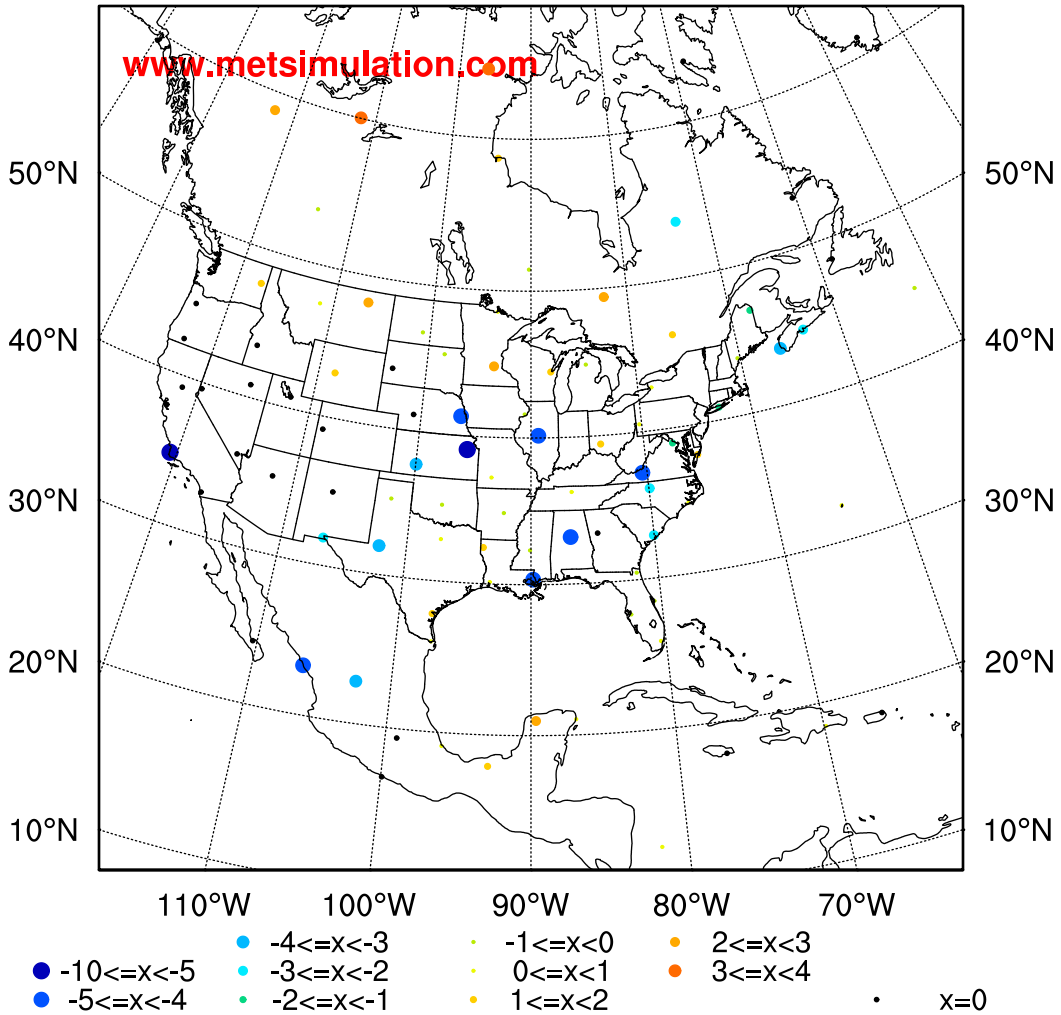 www.metsimulation.com
50°N 50°N
40°N 40°N
30°N 30°N
20°N 20°N
10°N 10°N
110°W 100°W 90°W 80°W 70°W
-4<=x<-3 -1<=x<0 2<=x<3
-10<=x<-5 -3<=x<-2 0<=x<1 3<=x<4
-5<=x<-4 -2<=x<-1 1<=x<2 x=0